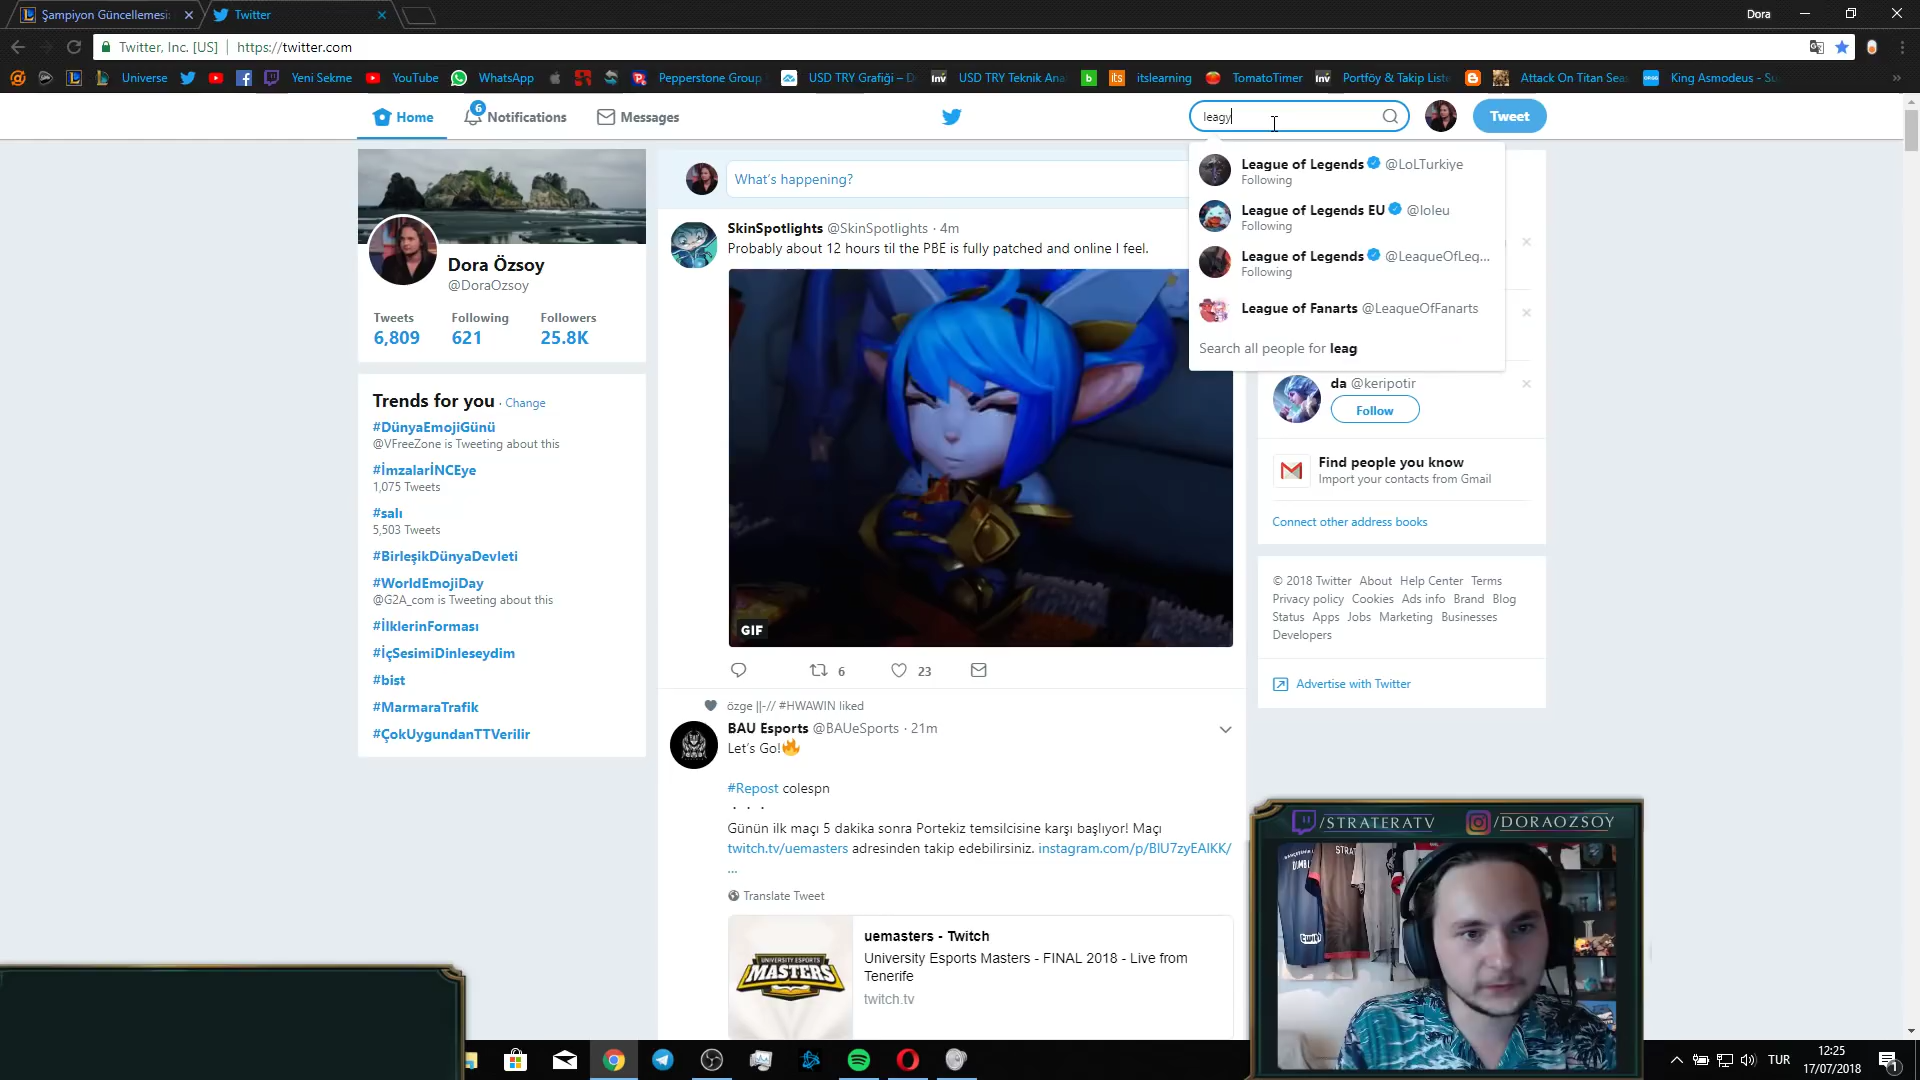 Şampiyon Güncellemesi:
Twitter
Dora
Twitter, Inc. [US]
https://twitter.com
Universe
Yeni Sekme
YouTube
WhatsApp
Pepperstone Group
USD TRY Grafiği – D
inv
USD TRY Teknik Ana
b
its
itslearning
TomatoTimer
inv
Portföy & Takip Liste
Attack On Titan Seas
King Asmodeus - Su
Home
6
Notifications
Messages
leagy
Tweet
League of Legends @LoLTurkiye
Following
League of Legends EU @loleu
Following
League of Legends @LeagueOfLeg...
Following
League of Fanarts @LeagueOfFanarts
Search all people for leag
Dora Özsoy
@DoraOzsoy
Tweets Following Followers
6,809 621 25.8K
Trends for you · Change
#DünyaEmojiGünü
@VFreeZone is Tweeting about this
#İmzalarİNCEye
1,075 Tweets
#salı
5,503 Tweets
#BirleşikDünyaDevleti
#WorldEmojiDay
@G2A_com is Tweeting about this
#İlklerinForması
#İçSesimiDinleseydim
#bist
#MarmaraTrafik
#ÇokUygundanTTVerilir
What's happening?
SkinSpotlights @SkinSpotlights · 4m
Probably about 12 hours til the PBE is fully patched and online I feel.
GIF
6
23
özge ||-// #HWAWIN liked
BAU Esports @BAUeSports · 21m
Let's Go!🔥
#Repost colespn
・・・
Günün ilk maçı 5 dakika sonra Portekiz temsilcisine karşı başlıyor! Maçı
twitch.tv/uemasters adresinden takip edebilirsiniz. instagram.com/p/BlU7zyEAlKK/
...
Translate Tweet
UNIVERSITY ESPORTS
MASTERS
uemasters - Twitch
University Esports Masters - FINAL 2018 - Live from
Tenerife
twitch.tv
da @keripotir
Follow
Find people you know
Import your contacts from Gmail
Connect other address books
© 2018 Twitter About Help Center Terms
Privacy policy Cookies Ads info Brand Blog
Status Apps Jobs Marketing Businesses
Developers
Advertise with Twitter
/STRATERATV
/DORAOZSOY
TUR
12:25
17/07/2018
1